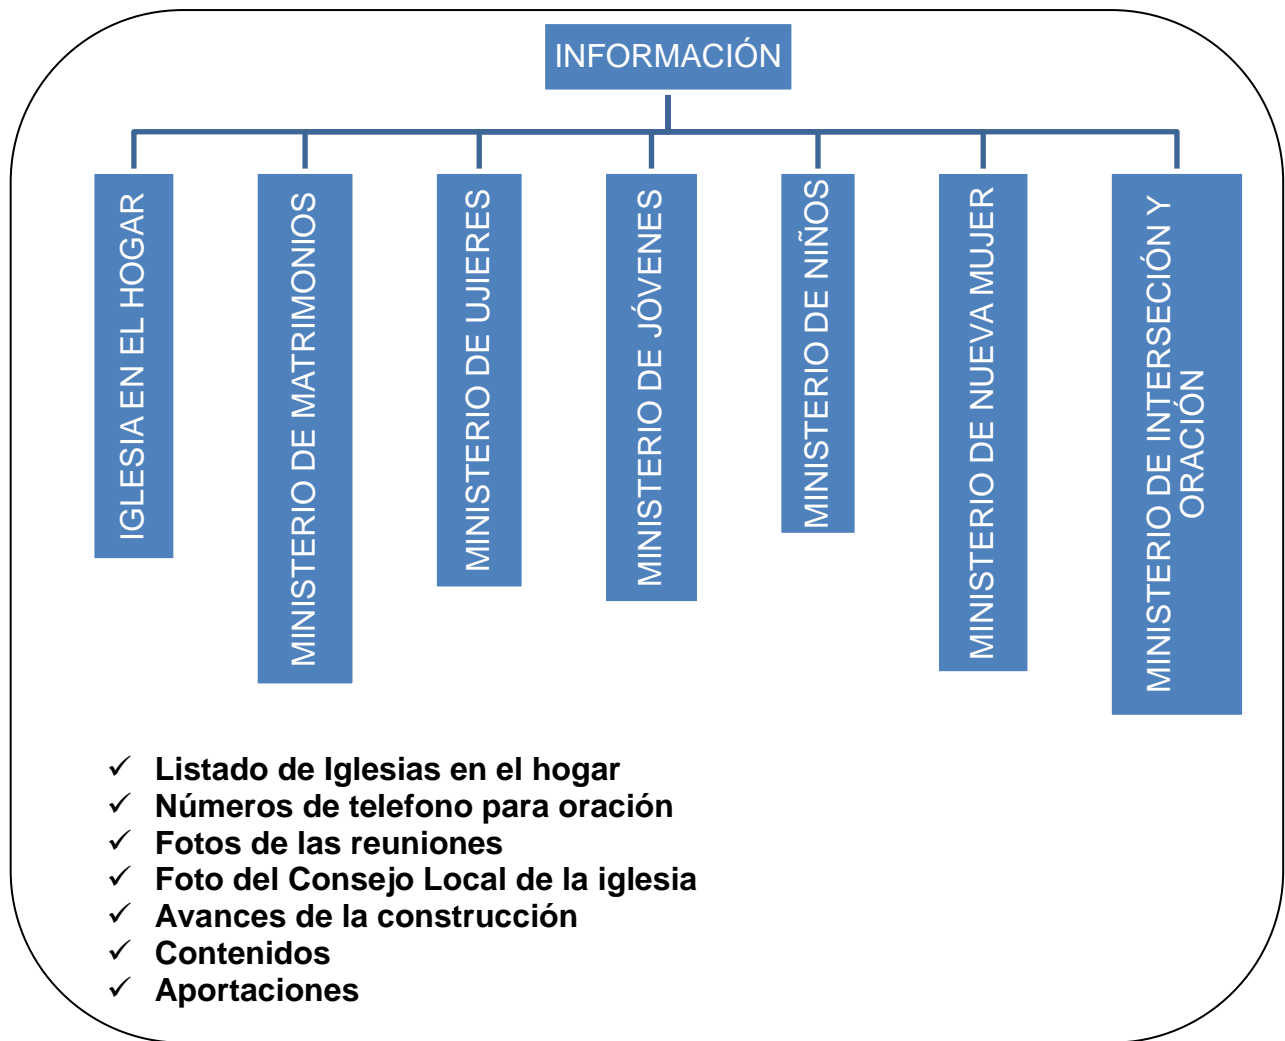 INFORMACIÓN
IGLESIA EN EL HOGAR
MINISTERIO DE MATRIMONIOS
MINISTERIO DE UJIERES
MINISTERIO DE JÓVENES
MINISTERIO DE NIÑOS
MINISTERIO DE NUEVA MUJER
MINISTERIO DE INTERSECIÓN Y
ORACIÓN
✓ Listado de Iglesias en el hogar
✓ Números de telefono para oración
✓ Fotos de las reuniones
✓ Foto del Consejo Local de la iglesia
✓ Avances de la construcción
✓ Contenidos
✓ Aportaciones